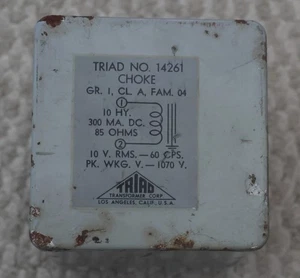 TRIAD NO. 14261
CHOKE
GR. I, CL. A, FAM. 04
1
10 HY.
300 MA. DC.
85 OHMS
2
10 V. RMS.—60 CPS.
PK. WKG. V.—1070 V.
TRIAD
TRANSFORMER CORP.
LOS ANGELES, CALIF., U.S.A.